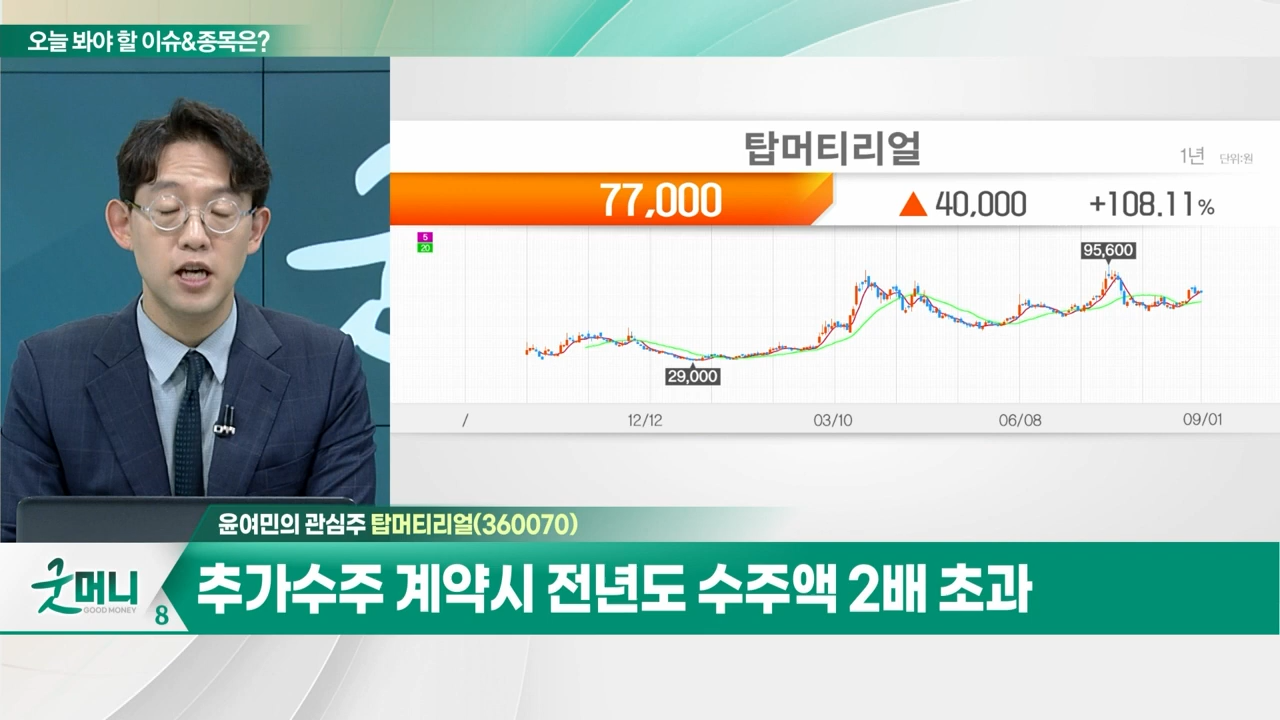 오늘 봐야 할 이슈&종목은?
탑머티리얼
1년 단위:원
77,000 ▲ 40,000 +108.11%
5
20
95,600
29,000
/ 12/12 03/10 06/08 09/01
윤여민의 관심주 탑머티리얼(360070)
굿머니
GOOD MONEY
8
추가수주 계약시 전년도 수주액 2배 초과